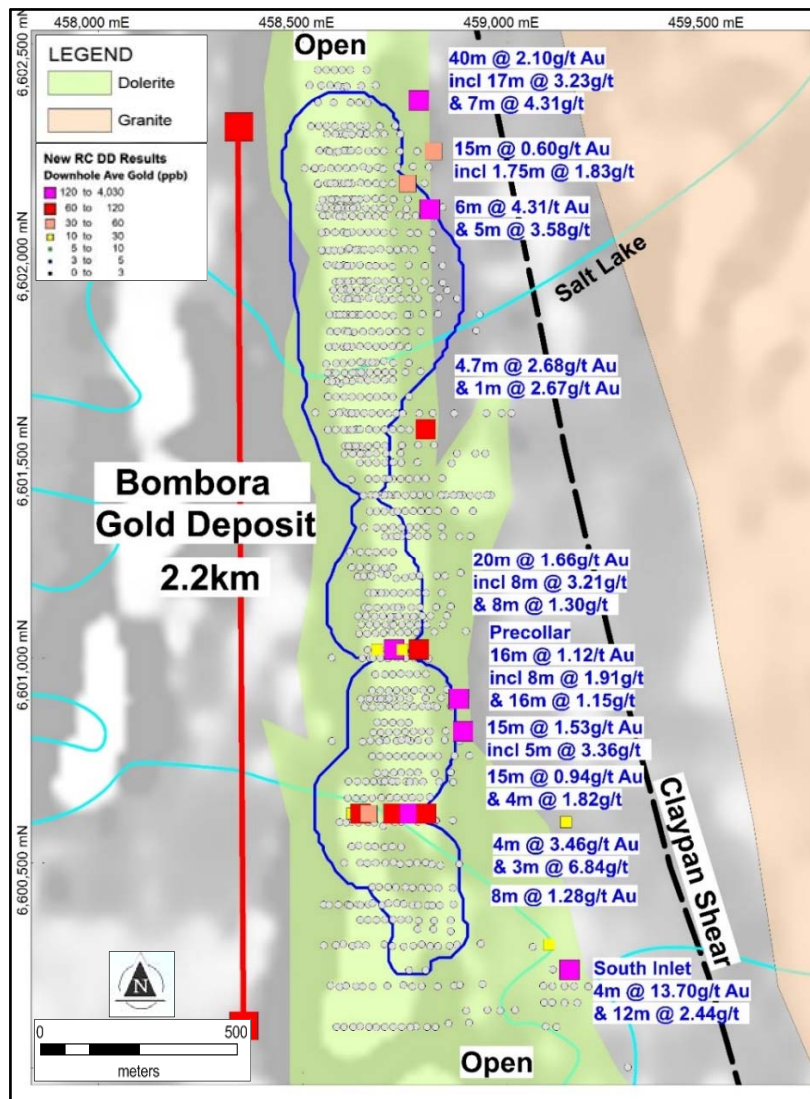 458,000 mE
458,500 mE
459,000 mE
459,500 mE
6,602,500 mN
6,602,000 mN
6,601,500 mN
6,601,000 mN
6,600,500 mN
LEGEND
Dolerite
Granite
New RC DD Results
Downhole Ave Gold (ppb)
120 to 4,030
60 to 120
30 to 60
10 to 30
5 to 10
3 to 5
0 to 3
Open
40m @ 2.10g/t Au
incl 17m @ 3.23g/t
& 7m @ 4.31g/t
15m @ 0.60g/t Au
incl 1.75m @ 1.83g/t
6m @ 4.31/t Au
& 5m @ 3.58g/t
Salt Lake
4.7m @ 2.68g/t Au
& 1m @ 2.67g/t Au
Bombora
Gold Deposit
2.2km
20m @ 1.66g/t Au
incl 8m @ 3.21g/t
& 8m @ 1.30g/t
Precollar
16m @ 1.12/t Au
incl 8m @ 1.91g/t
& 16m @ 1.15g/t
15m @ 1.53g/t Au
incl 5m @ 3.36g/t
15m @ 0.94g/t Au
& 4m @ 1.82g/t
4m @ 3.46g/t Au
& 3m @ 6.84g/t
8m @ 1.28g/t Au
Claypan Shear
South Inlet
4m @ 13.70g/t Au
& 12m @ 2.44g/t
N
0 500
meters
Open